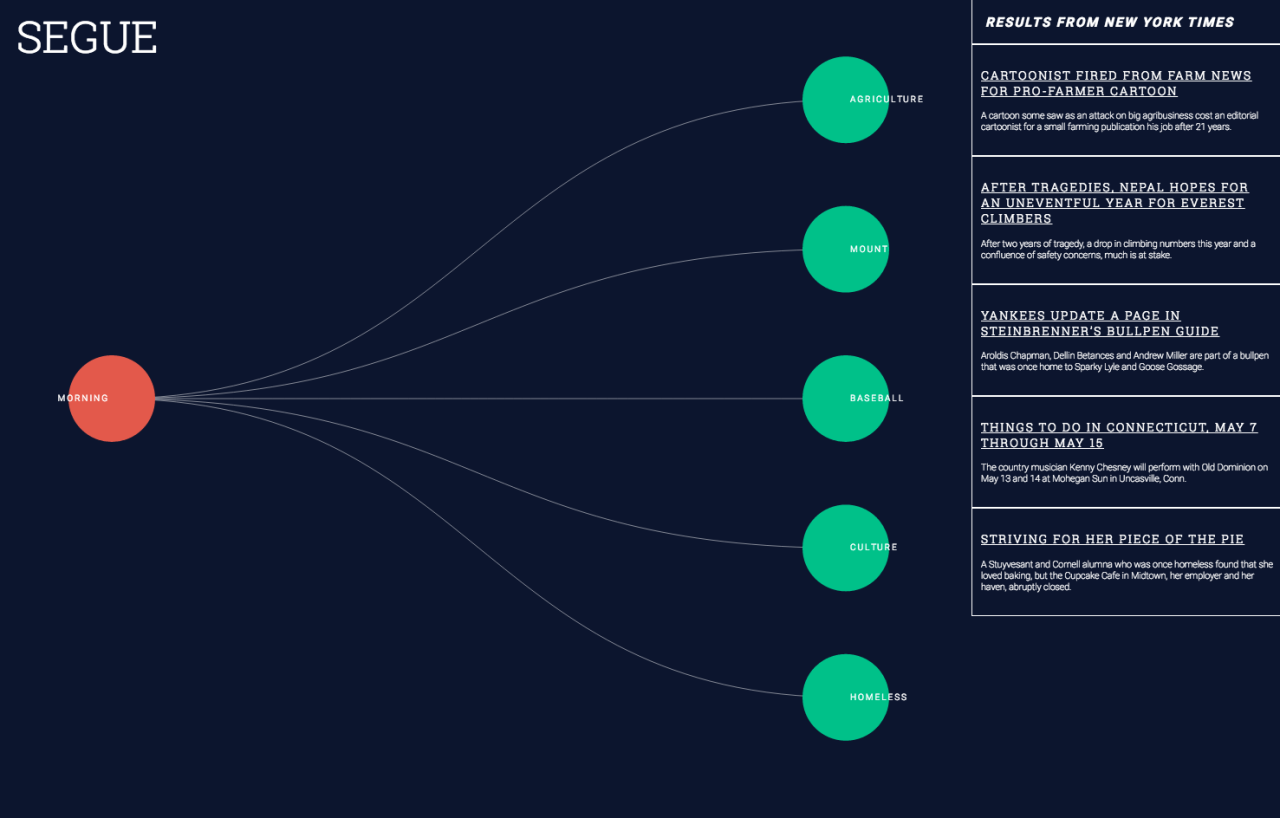 SEGUE
MORNING
AGRICULTURE
MOUNT
BASEBALL
CULTURE
HOMELESS
RESULTS FROM NEW YORK TIMES
CARTOONIST FIRED FROM FARM NEWS
FOR PRO-FARMER CARTOON
A cartoon some saw as an attack on big agribusiness cost an editorial
cartoonist for a small farming publication his job after 21 years.
AFTER TRAGEDIES, NEPAL HOPES FOR
AN UNEVENTFUL YEAR FOR EVEREST
CLIMBERS
After two years of tragedy, a drop in climbing numbers this year and a
confluence of safety concerns, much is at stake.
YANKEES UPDATE A PAGE IN
STEINBRENNER'S BULLPEN GUIDE
Aroldis Chapman, Dellin Betances and Andrew Miller are part of a bullpen
that was once home to Sparky Lyle and Goose Gossage.
THINGS TO DO IN CONNECTICUT, MAY 7
THROUGH MAY 15
The country musician Kenny Chesney will perform with Old Dominion on
May 13 and 14 at Mohegan Sun in Uncasville, Conn.
STRIVING FOR HER PIECE OF THE PIE
A Stuyvesant and Cornell alumna who was once homeless found that she
loved baking, but the Cupcake Cafe in Midtown, her employer and her
haven, abruptly closed.